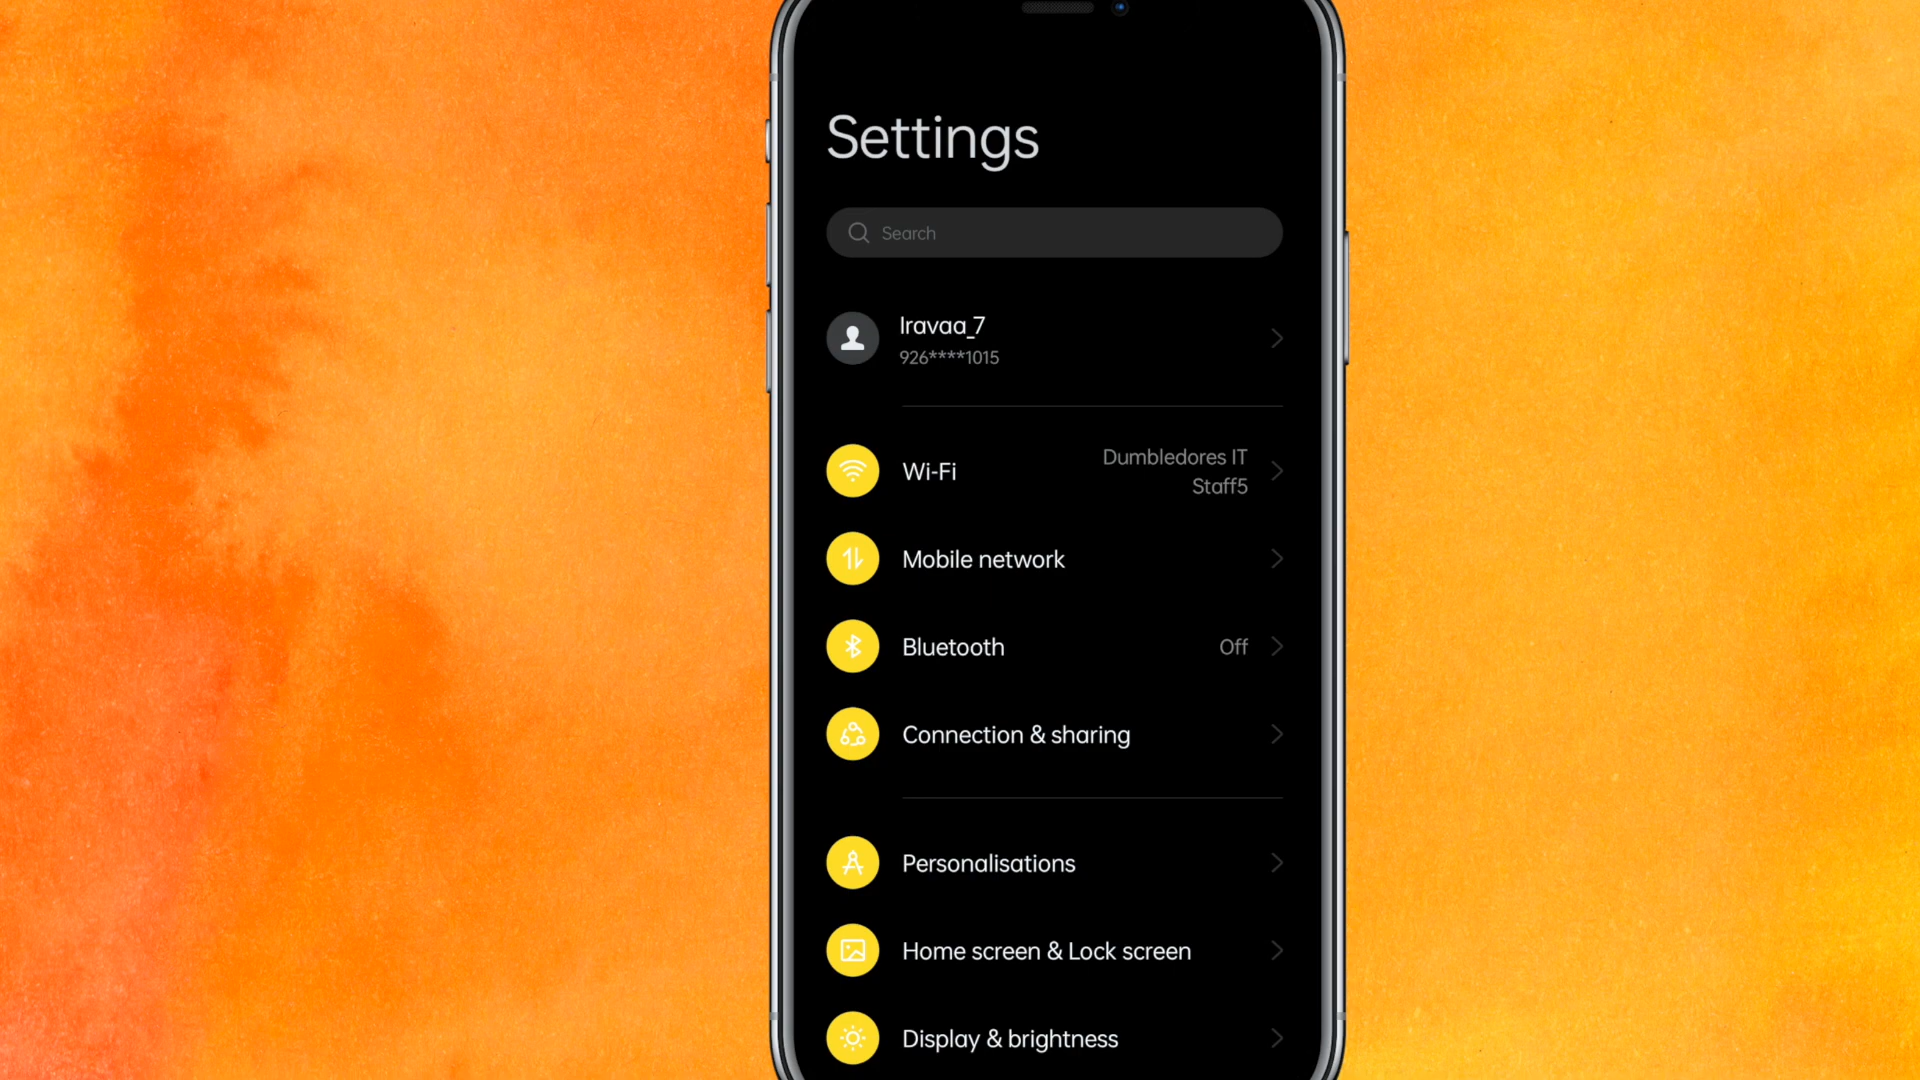 Settings
Search
Iravaa_7
926****1015
Wi-Fi
Dumbledores IT
Staff5
Mobile network
Bluetooth
Off
Connection & sharing
Personalisations
Home screen & Lock screen
Display & brightness